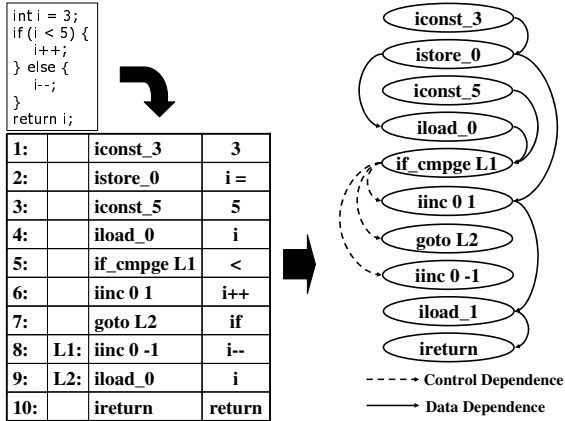 int i = 3;
if (i < 5) {
i++;
} else {
i--;
}
return i;
1: iconst_3 3
2: istore_0 i =
3: iconst_5 5
4: iload_0 i
5: if_cmpge L1 <
6: iinc 0 1 i++
7: goto L2 if
8: L1: iinc 0 -1 i--
9: L2: iload_0 i
10: ireturn return
iconst_3
istore_0
iconst_5
iload_0
if_cmpge L1
iinc 0 1
goto L2
iinc 0 -1
iload_1
ireturn
Control Dependence
Data Dependence